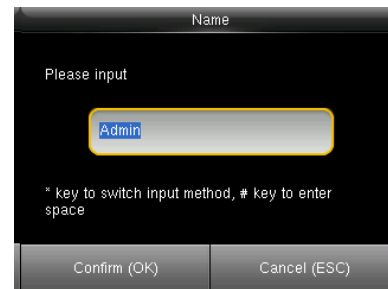 Name
Please input
Admin
* key to switch input method, # key to enter
space
Confirm (OK)
Cancel (ESC)